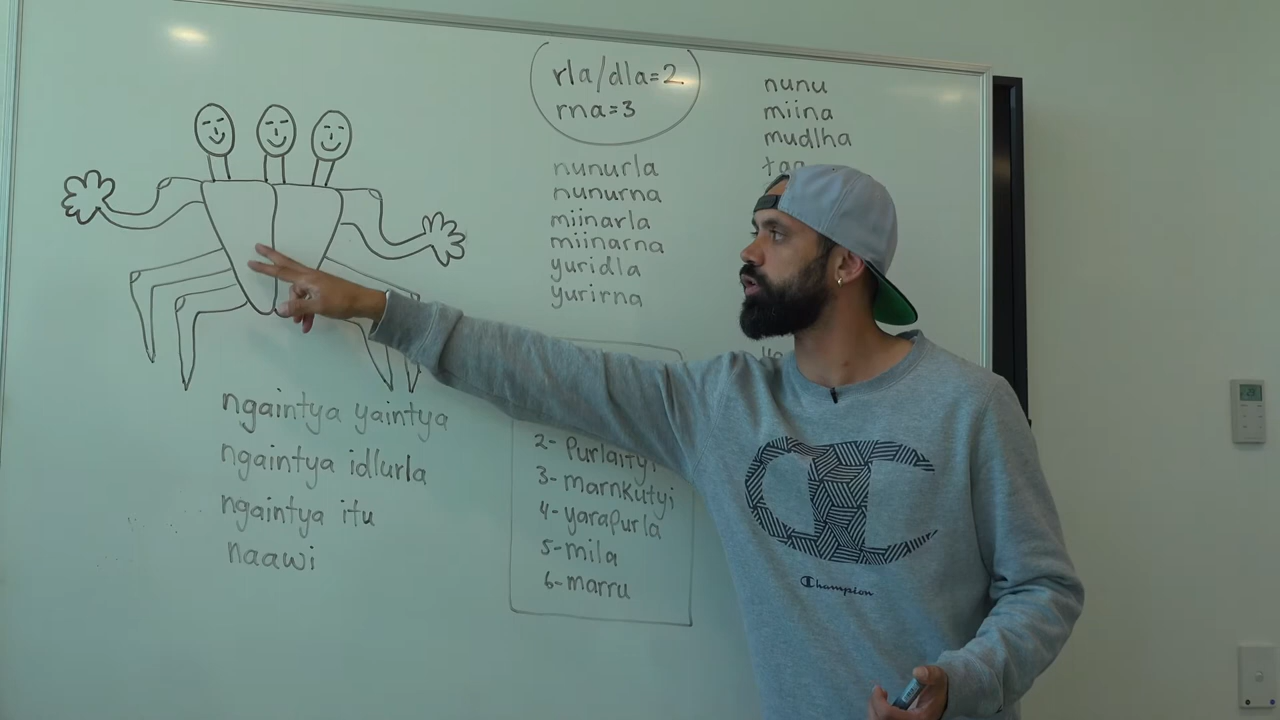 rla/dla=2
rna=3
nunurla
nunurna
miinarla
miinarna
yuridla
yurirna
nunu
miina
mudlha
ngaintya yaintya
ngaintya idlurla
ngaintya itu
naawi
2- Purlaityi
3- marnkutyi
4- yarapurla
5- mila
6- marru
Champion